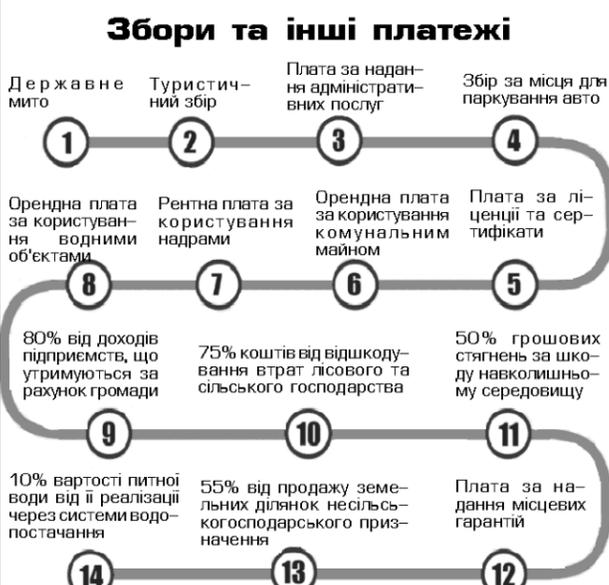 Збори та інші платежі
Державне
мито
1
Туристич–
ний збір
2
Плата за надан–
ня адміністрати–
вних послуг
3
Збір за місця для
паркування авто
4
Плата за лі–
цензії та сер–
тифікати
5
Орендна плата
за користування
комунальним
майном
6
Рентна плата за
користування
надрами
7
Орендна плата
за користуван–
ня водними
об'єктами
8
80% від доходів
підприємств, що
утримуються за
рахунок громади
9
75% коштів від відшкоду–
вання втрат лісового та
сільського господарства
10
50% грошових
стягнень за шко–
ду навколишньо–
му середовищу
11
Плата за на–
дання місцевих
гарантій
12
55% від продажу земе–
льних ділянок несільсь–
когосподарського приз–
начення
13
10% вартості питної
води від її реалізації
через системи водо–
постачання
14